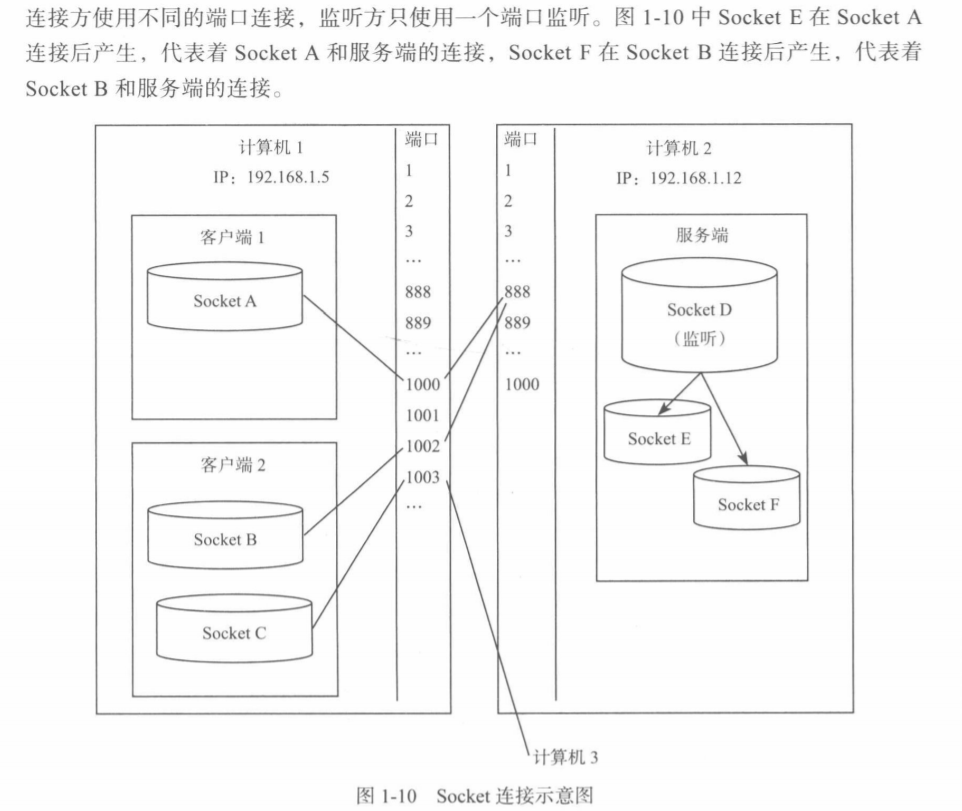 连接方使用不同的端口连接，监听方只使用一个端口监听。图 1-10 中 Socket E 在 Socket A
连接后产生，代表着 Socket A 和服务端的连接，Socket F 在 Socket B 连接后产生，代表着
Socket B 和服务端的连接。
计算机 1
IP：192.168.1.5
客户端 1
Socket A
客户端 2
Socket B
Socket C
端口
1
2
3
…
888
889
…
1000
1001
1002
1003
…
端口
1
2
3
…
888
889
…
1000
计算机 2
IP：192.168.1.12
服务端
Socket D
（监听）
Socket E
Socket F
计算机 3
图 1-10 Socket 连接示意图